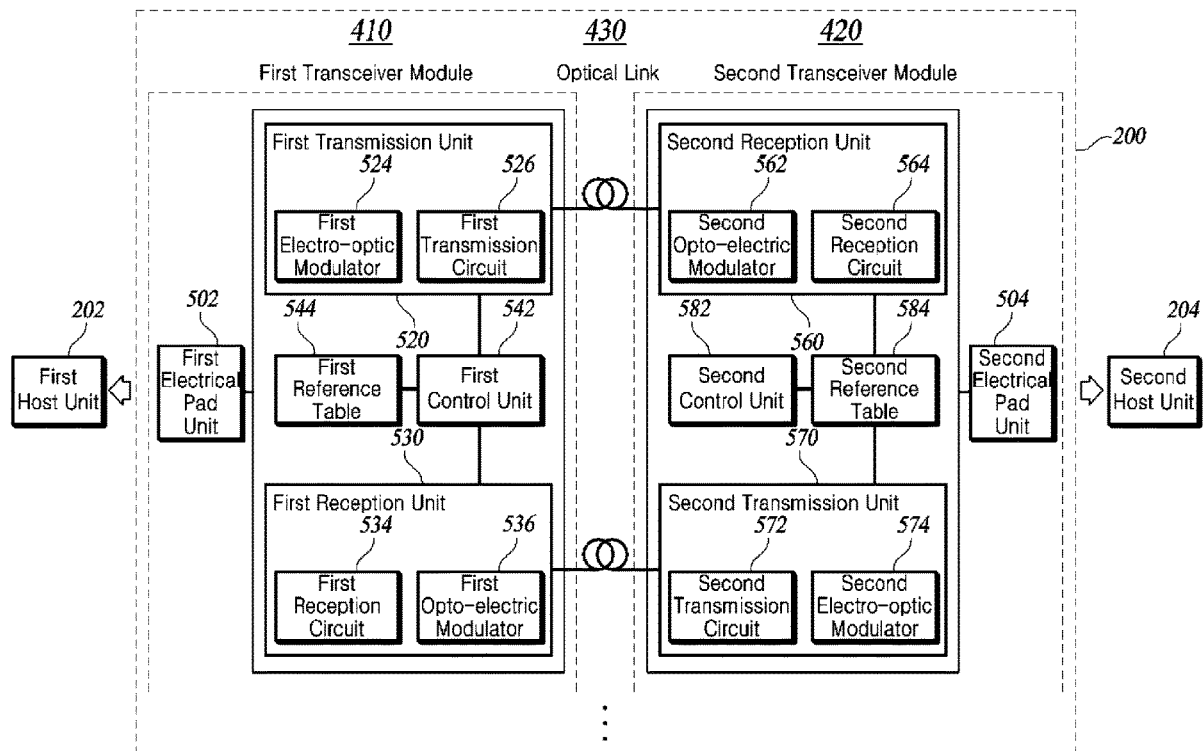 410 430 420
First Transceiver Module Optical Link Second Transceiver Module
200
First Transmission Unit
524 526
First
Electro-optic
Modulator
First
Transmission
Circuit
Second Reception Unit
562 564
Second
Opto-electric
Modulator
Second
Reception
Circuit
202
First
Host Unit
502
First
Electrical
Pad
Unit
544 520 542
First
Reference
Table
First
Control Unit
582 560 584
Second
Control Unit
Second
Reference
Table
504
Second
Electrical
Pad Unit
204
Second
Host Unit
530
First Reception Unit
534 536
First
Reception
Circuit
First
Opto-electric
Modulator
570
Second Transmission Unit
572 574
Second
Transmission
Circuit
Second
Electro-optic
Modulator